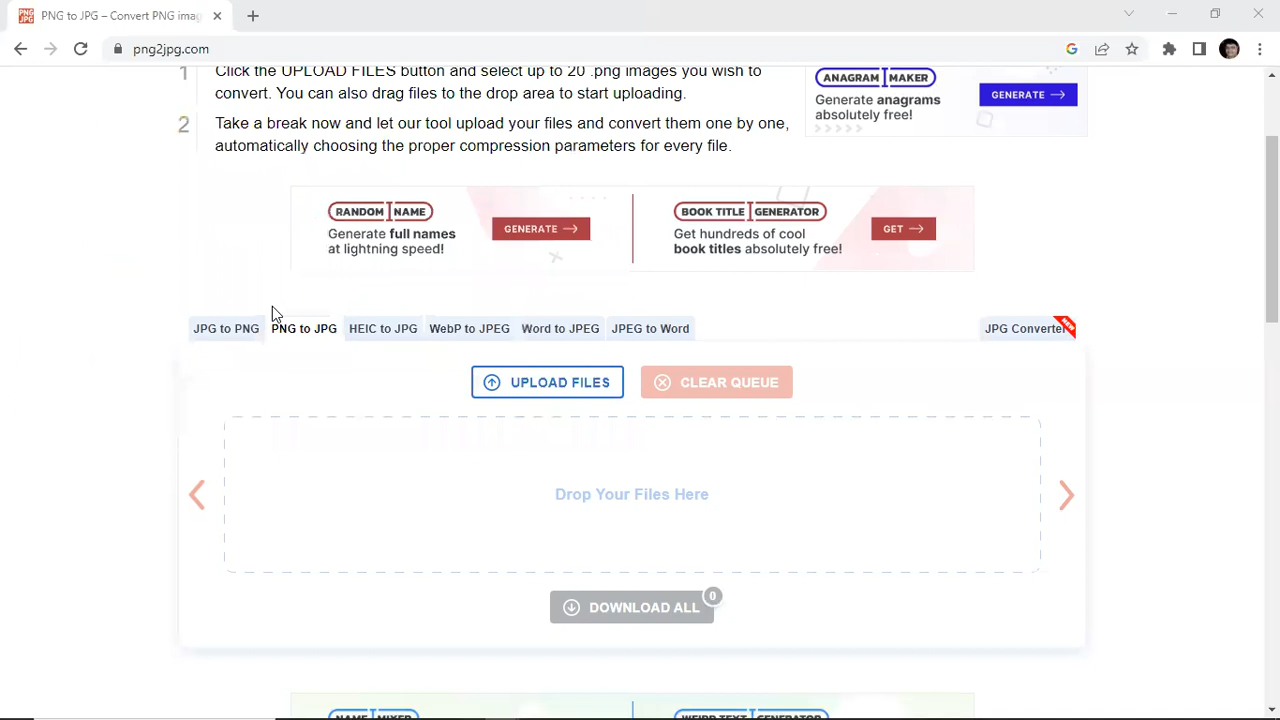 PNG to JPG – Convert PNG imag
png2jpg.com
1 Click the UPLOAD FILES button and select up to 20 .png images you wish to
convert. You can also drag files to the drop area to start uploading.
2 Take a break now and let our tool upload your files and convert them one by one,
automatically choosing the proper compression parameters for every file.
ANAGRAM MAKER
Generate anagrams
absolutely free!
GENERATE
RANDOM NAME
Generate full names
at lightning speed!
GENERATE
BOOK TITLE GENERATOR
Get hundreds of cool
book titles absolutely free!
GET
JPG to PNG PNG to JPG HEIC to JPG WebP to JPEG Word to JPEG JPEG to Word JPG Converter NEW
UPLOAD FILES CLEAR QUEUE
Drop Your Files Here
DOWNLOAD ALL 0
NAME MIXER WEIRD TEXT GENERATOR